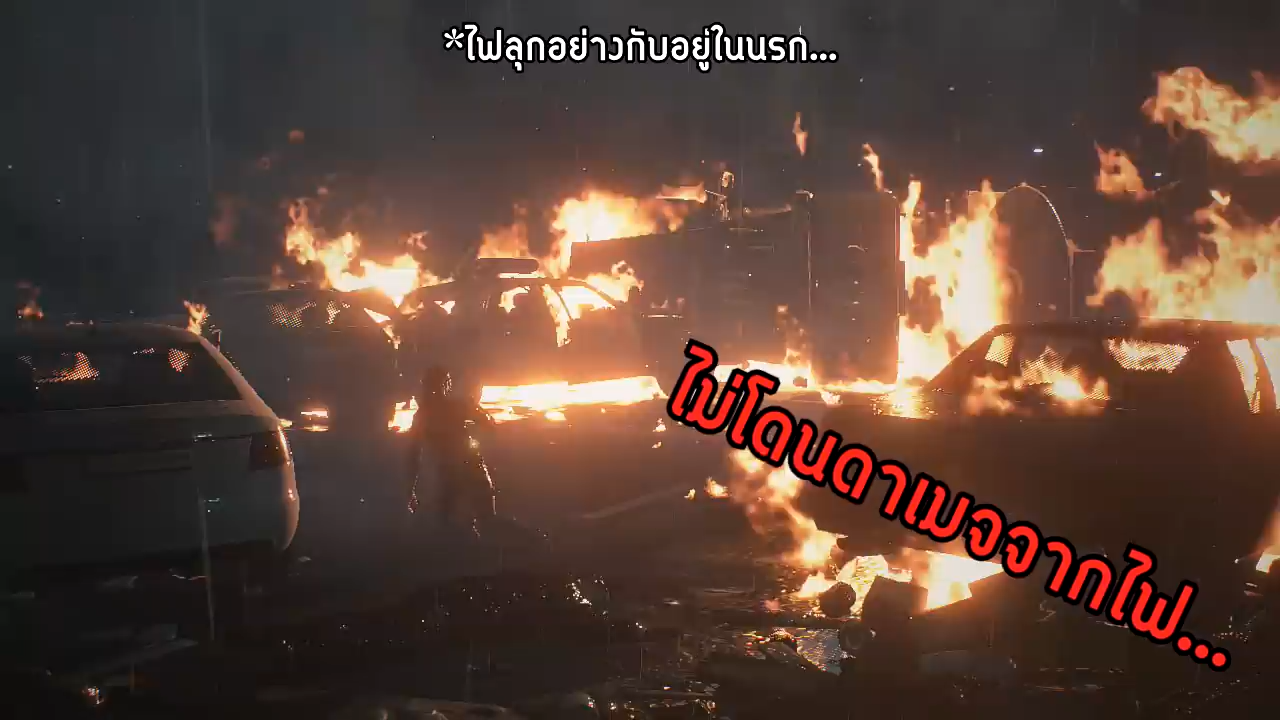 *ไฟลุกอย่างกับอยู่ในนรก...
ไม่โดนดาเมจจากไฟ...